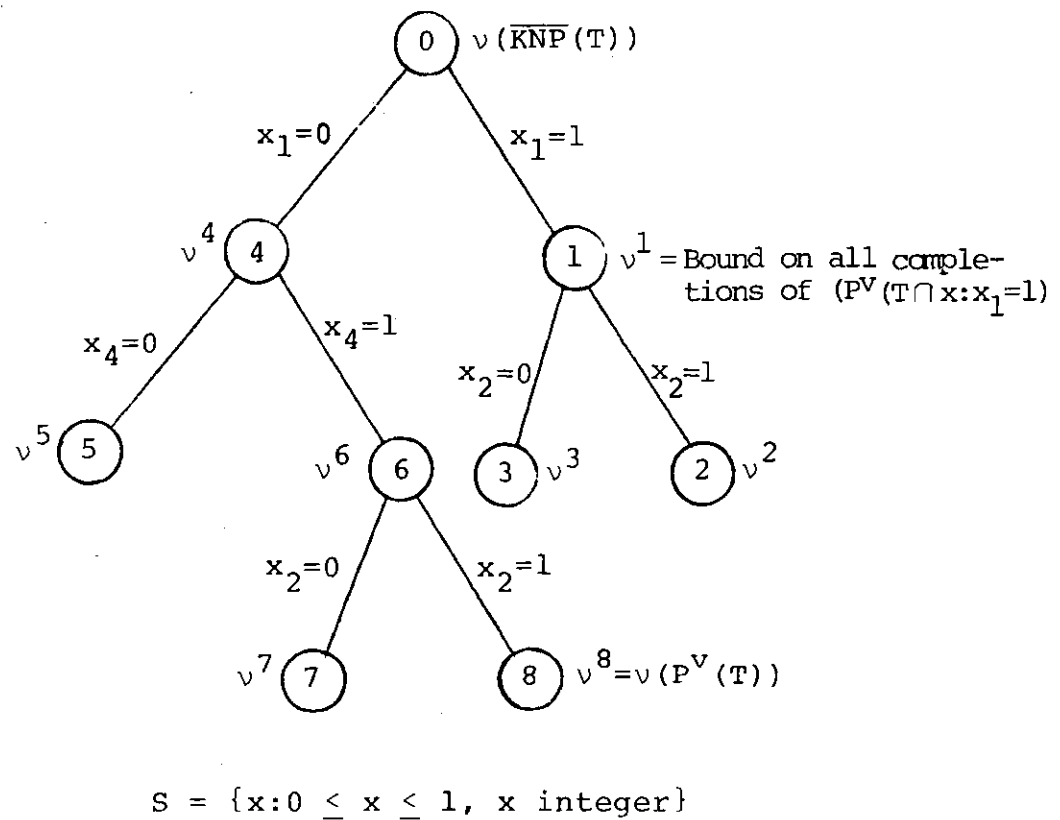 0 ν(K̅N̅P̅(T))
x₁=0 x₁=1
ν⁴ 4 1 ν¹ = Bound on all comple-
tions of (Pⱽ(T∩x:x₁=1)
x₄=0 x₄=1 x₂=0 x₂=1
ν⁵ 5 ν⁶ 6 3 ν³ 2 ν²
x₂=0 x₂=1
ν⁷ 7 8 ν⁸=ν(Pⱽ(T))
S = {x:0 ≤ x ≤ 1, x integer}